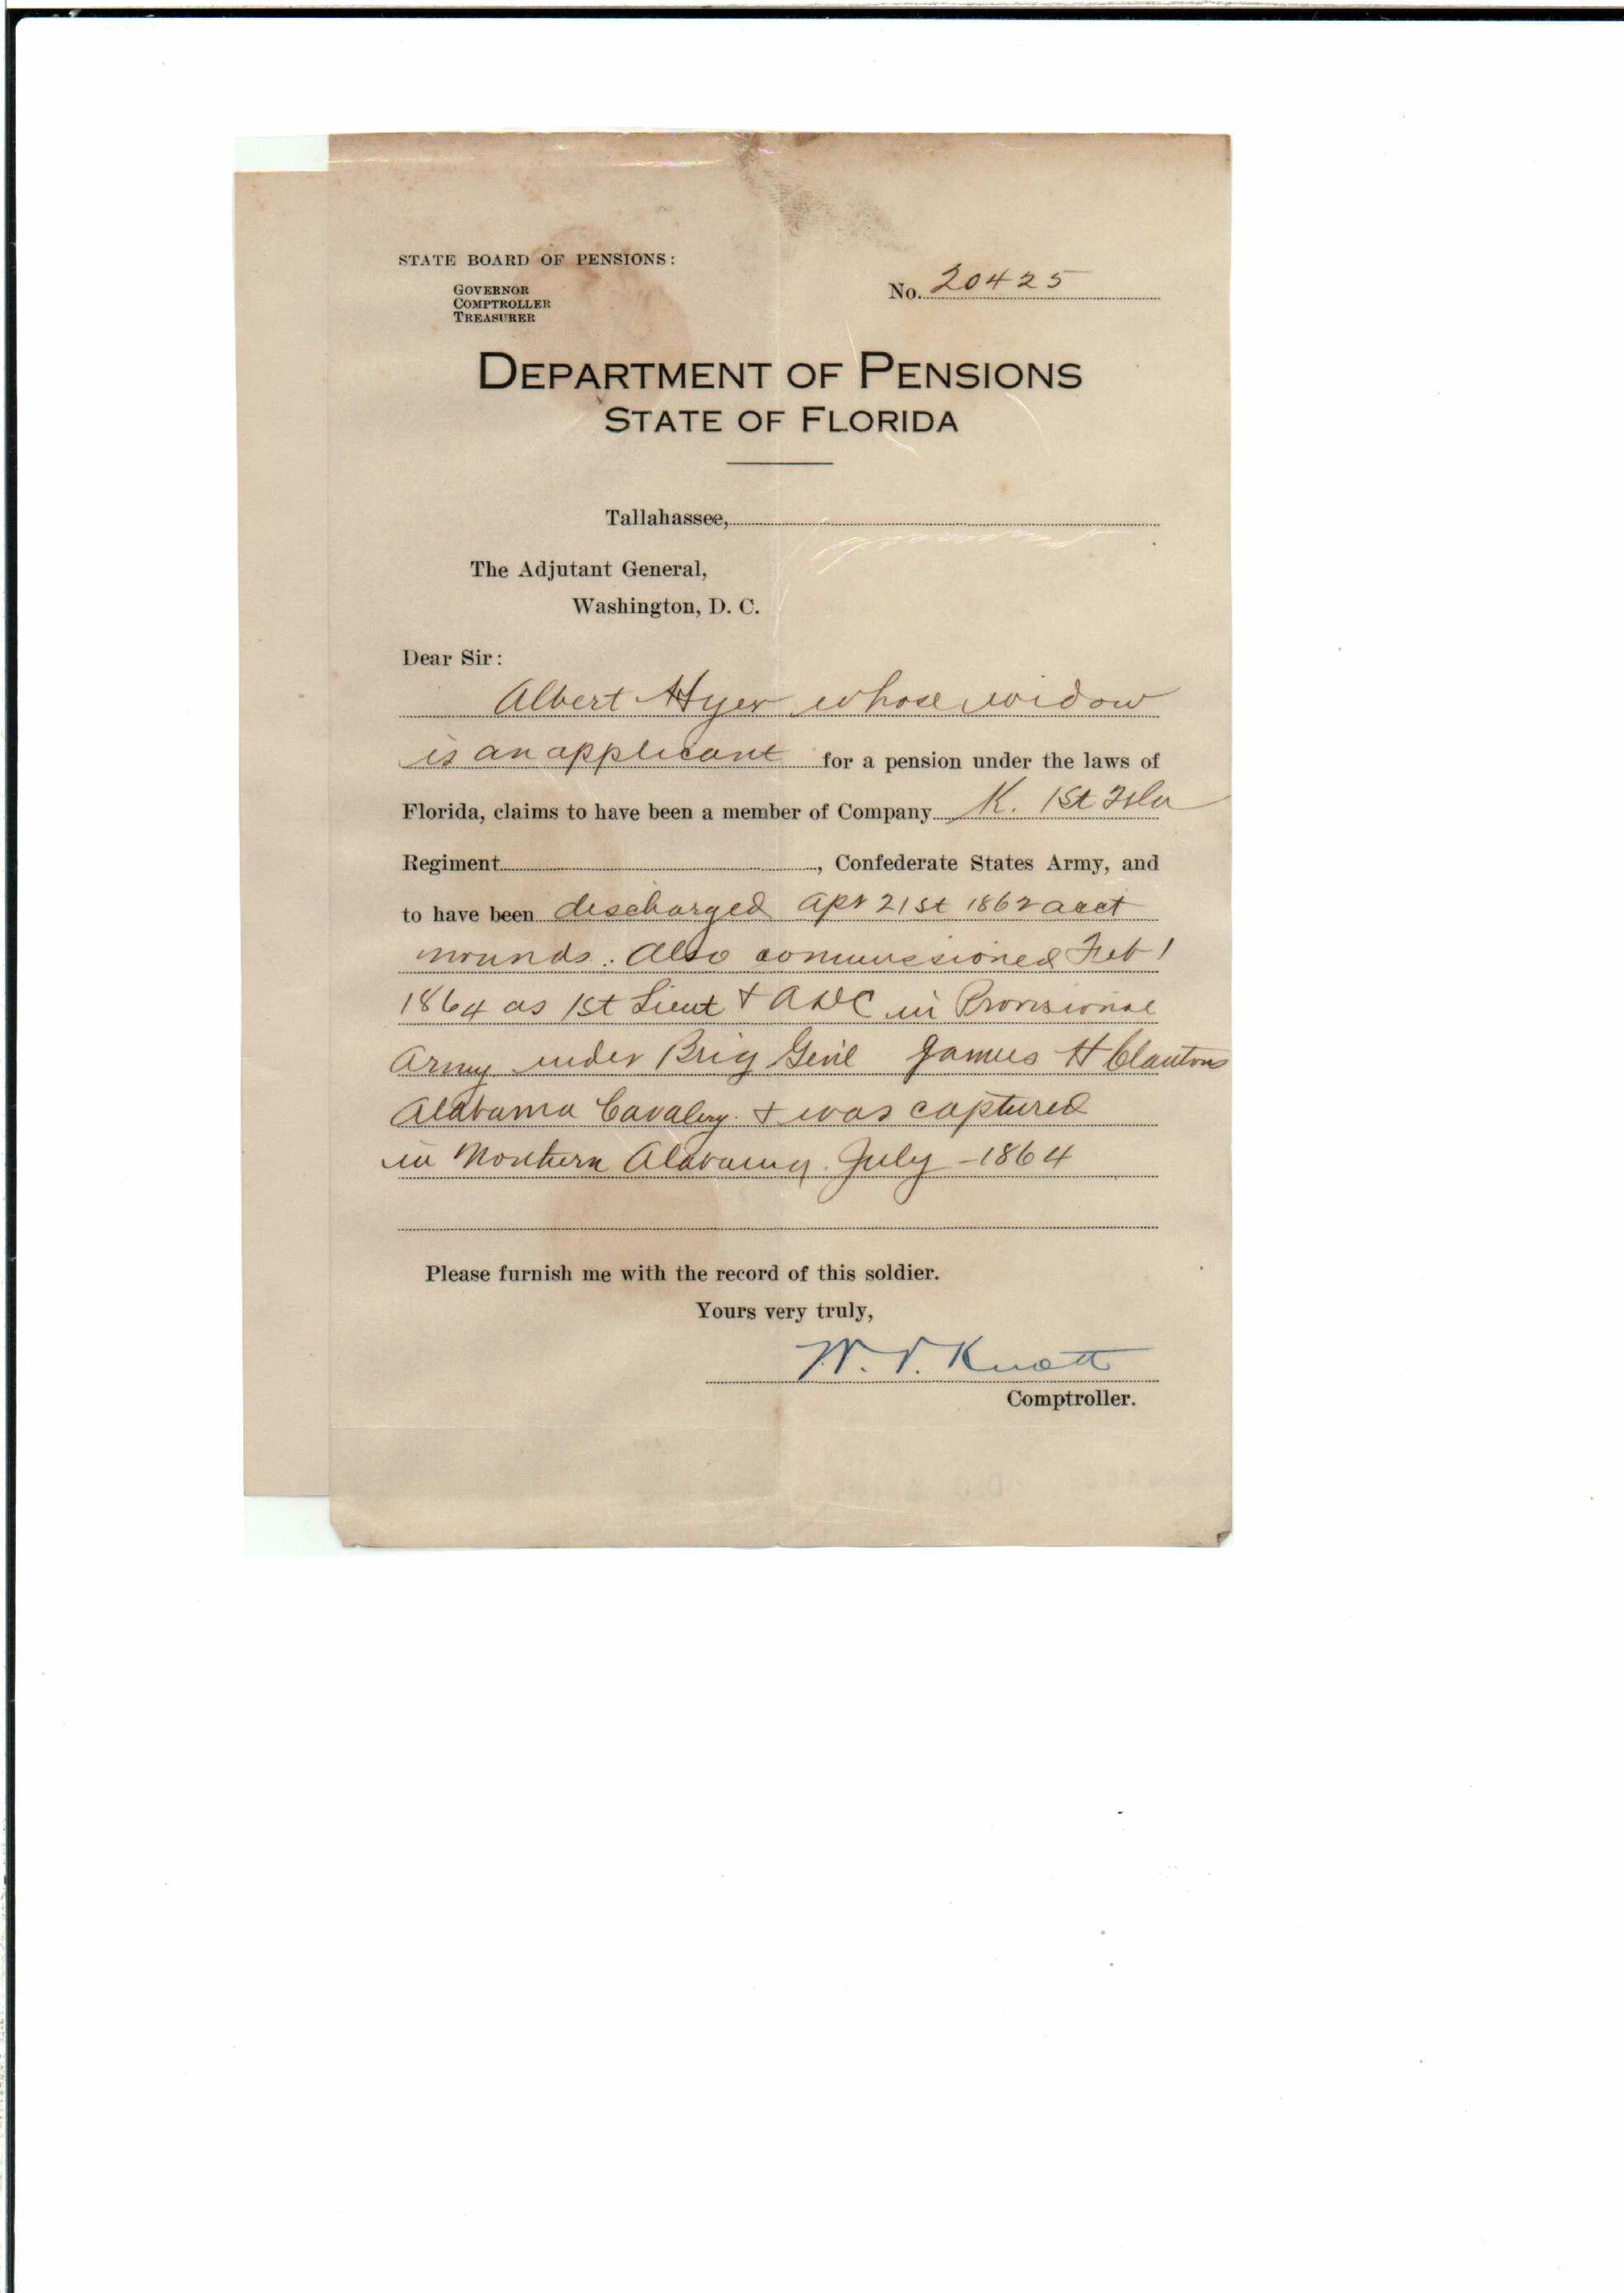 STATE BOARD OF PENSIONS:
GOVERNOR
COMPTROLLER
TREASURER
No. 20425
DEPARTMENT OF PENSIONS
STATE OF FLORIDA
Tallahassee,
The Adjutant General,
Washington, D. C.
Dear Sir:
Albert Hyer whose widow
is an applicant for a pension under the laws of
Florida, claims to have been a member of Company K. 1st Fla
Regiment, Confederate States Army, and
to have been discharged Apr 21st 1862 acct
wounds. Also commissioned Feb 1
1864 as 1st Lieut + ADC in Provisional
Army under Brig Gen'l James H Clantons
Alabama Cavalry. + was captured
in Northern Alabama. July - 1864
Please furnish me with the record of this soldier.
Yours very truly,
W. V. Knott
Comptroller.